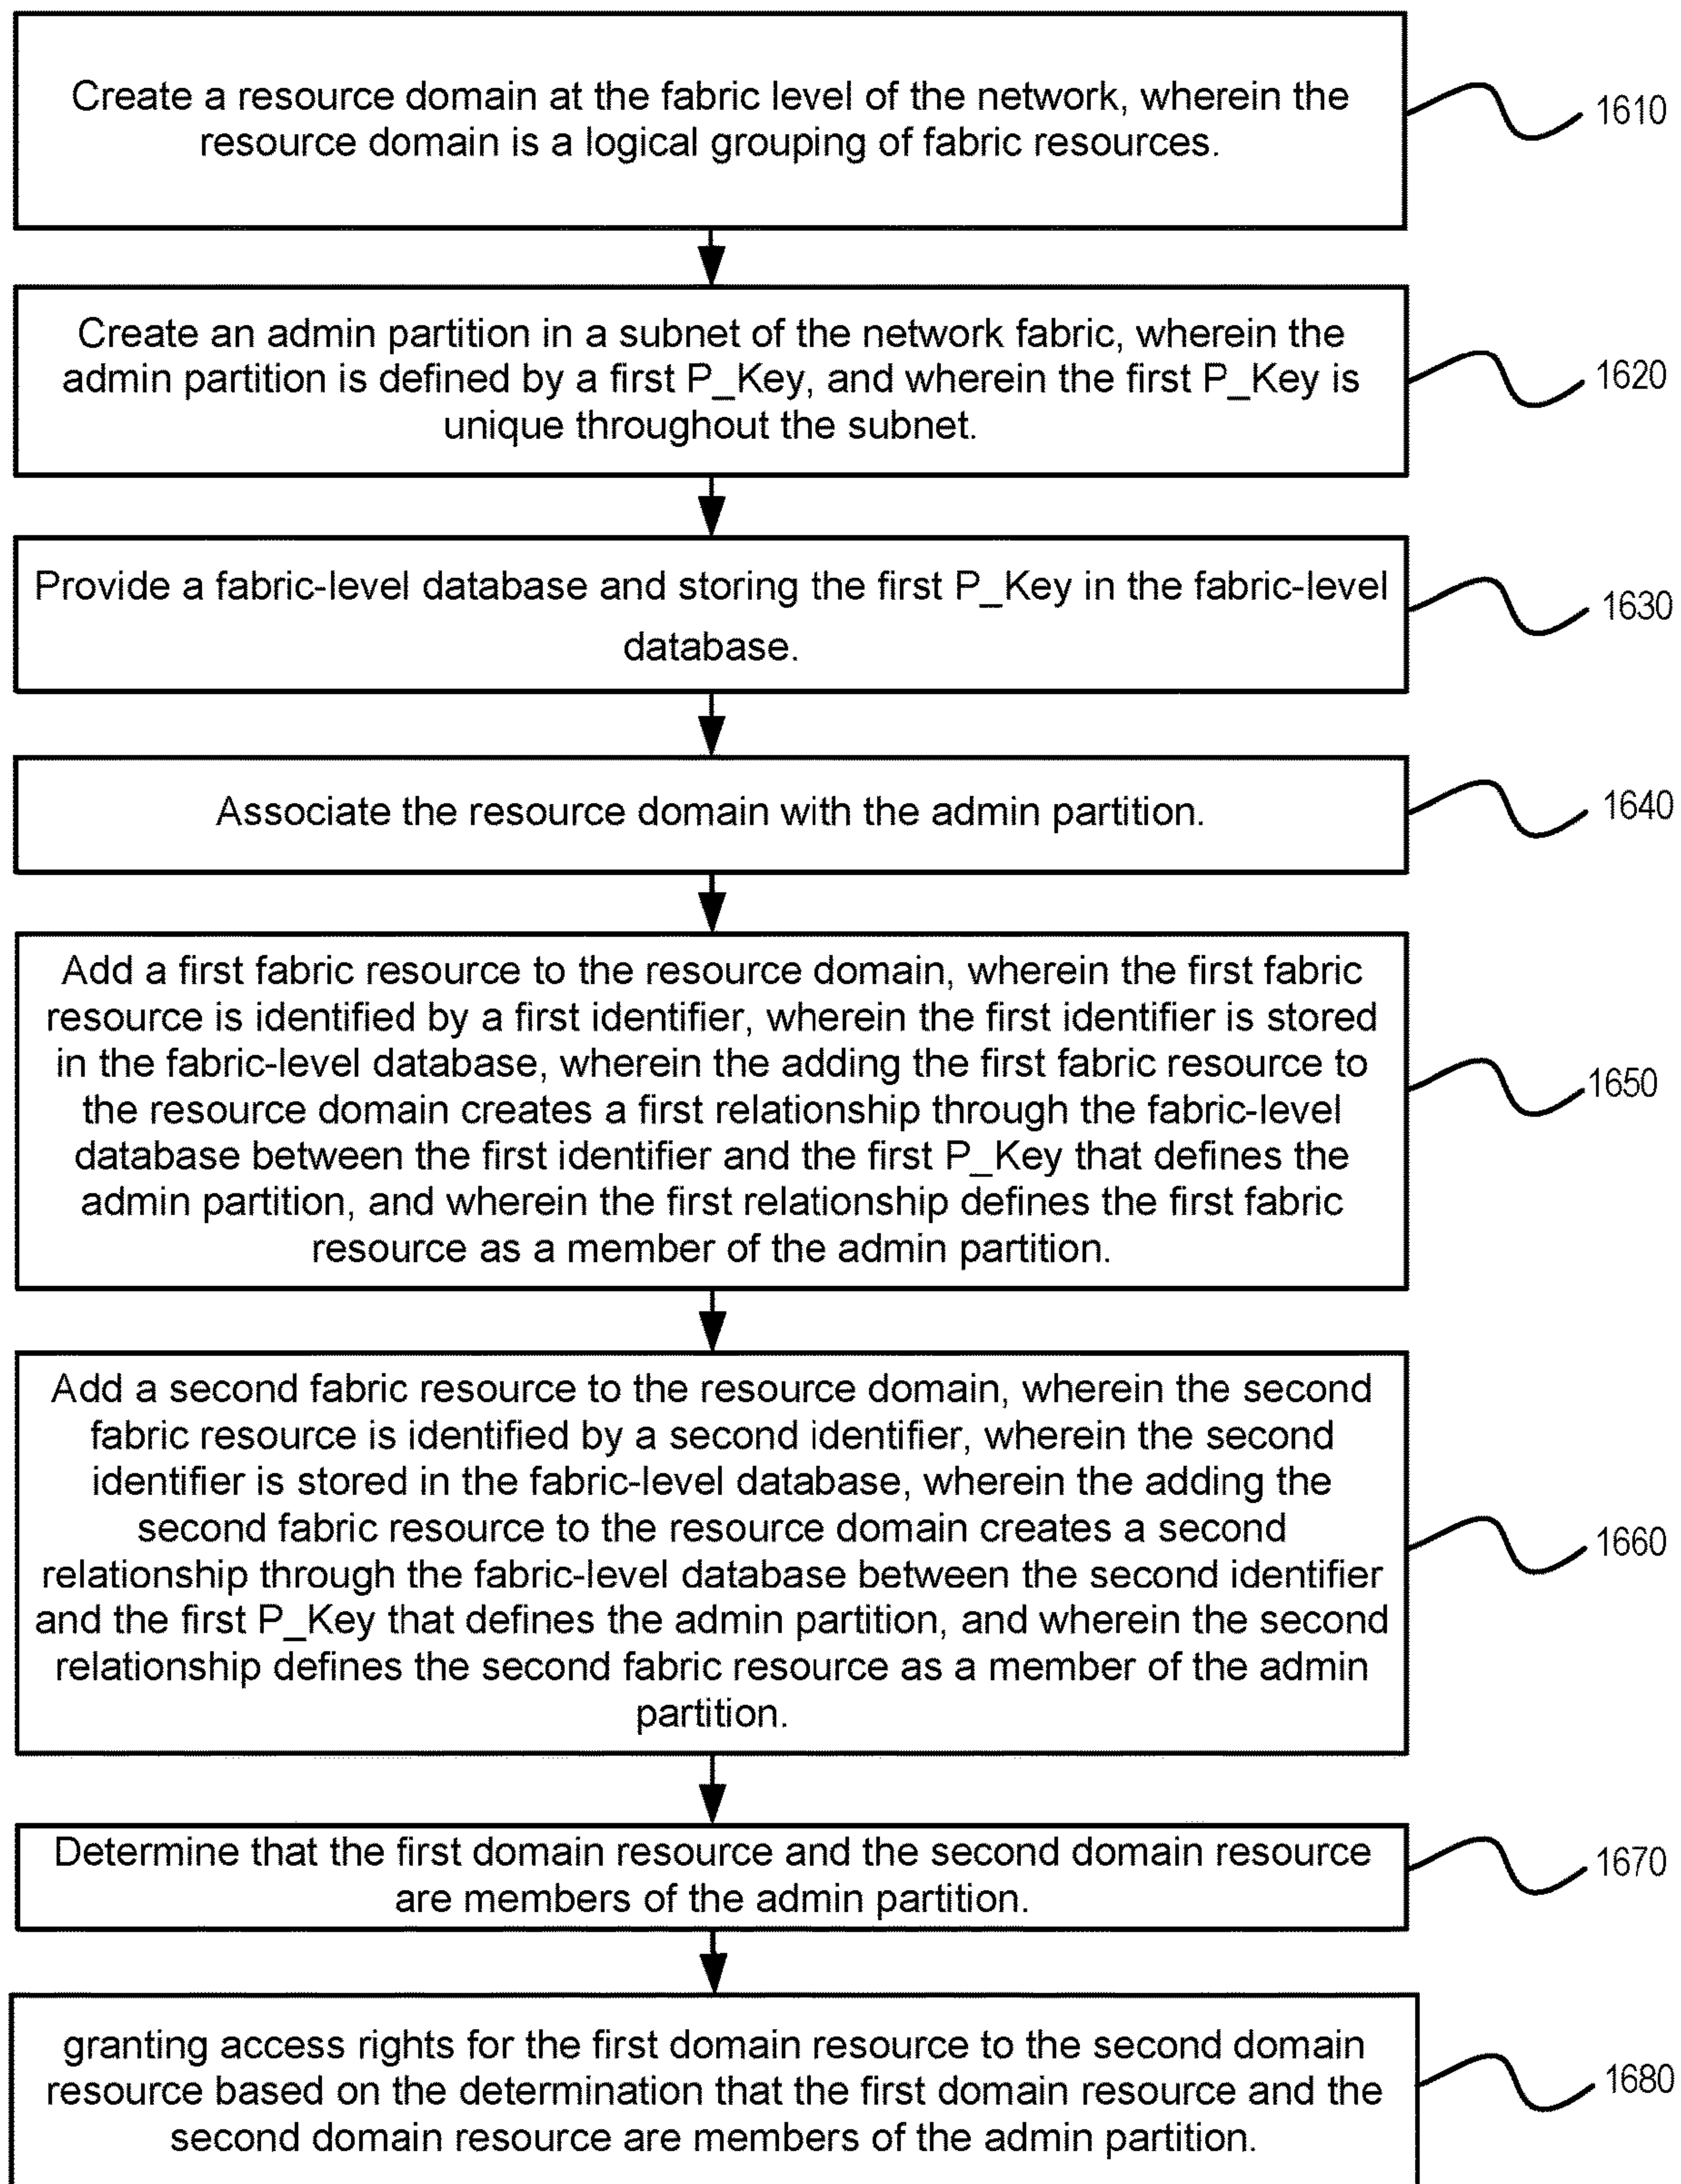 Create a resource domain at the fabric level of the network, wherein the
resource domain is a logical grouping of fabric resources.
1610
Create an admin partition in a subnet of the network fabric, wherein the
admin partition is defined by a first P_Key, and wherein the first P_Key is
unique throughout the subnet.
1620
Provide a fabric-level database and storing the first P_Key in the fabric-level
database.
1630
Associate the resource domain with the admin partition.
1640
Add a first fabric resource to the resource domain, wherein the first fabric
resource is identified by a first identifier, wherein the first identifier is stored
in the fabric-level database, wherein the adding the first fabric resource to
the resource domain creates a first relationship through the fabric-level
database between the first identifier and the first P_Key that defines the
admin partition, and wherein the first relationship defines the first fabric
resource as a member of the admin partition.
1650
Add a second fabric resource to the resource domain, wherein the second
fabric resource is identified by a second identifier, wherein the second
identifier is stored in the fabric-level database, wherein the adding the
second fabric resource to the resource domain creates a second
relationship through the fabric-level database between the second identifier
and the first P_Key that defines the admin partition, and wherein the second
relationship defines the second fabric resource as a member of the admin
partition.
1660
Determine that the first domain resource and the second domain resource
are members of the admin partition.
1670
granting access rights for the first domain resource to the second domain
resource based on the determination that the first domain resource and the
second domain resource are members of the admin partition.
1680